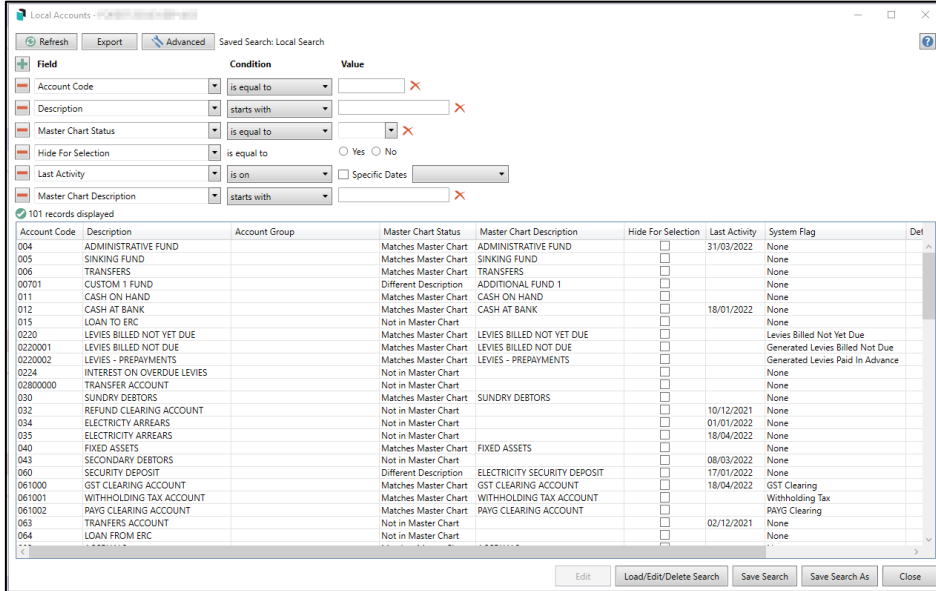 Local Accounts -
Refresh Export Advanced Saved Search: Local Search
Field Condition Value
Account Code is equal to
Description starts with
Master Chart Status is equal to
Hide For Selection is equal to Yes No
Last Activity is on Specific Dates
Master Chart Description starts with
101 records displayed
Account Code Description Account Group Master Chart Status Master Chart Description Hide For Selection Last Activity System Flag Det
004 ADMINISTRATIVE FUND Matches Master Chart ADMINISTRATIVE FUND 31/03/2022 None
005 SINKING FUND Matches Master Chart SINKING FUND None
006 TRANSFERS Matches Master Chart TRANSFERS None
00701 CUSTOM 1 FUND Different Description ADDITIONAL FUND 1 None
011 CASH ON HAND Matches Master Chart CASH ON HAND None
012 CASH AT BANK Matches Master Chart CASH AT BANK 18/01/2022 None
015 LOAN TO ERC Not in Master Chart None
0220 LEVIES BILLED NOT YET DUE Matches Master Chart LEVIES BILLED NOT YET DUE Levies Billed Not Yet Due
0220001 LEVIES BILLED NOT DUE Matches Master Chart LEVIES BILLED NOT DUE Generated Levies Billed Not Due
0220002 LEVIES - PREPAYMENTS Matches Master Chart LEVIES - PREPAYMENTS Generated Levies Paid In Advance
0224 INTEREST ON OVERDUE LEVIES Not in Master Chart None
02800000 TRANSFER ACCOUNT Not in Master Chart None
030 SUNDRY DEBTORS Matches Master Chart SUNDRY DEBTORS None
032 REFUND CLEARING ACCOUNT Not in Master Chart 10/12/2021 None
034 ELECTRICTY ARREARS Not in Master Chart 01/01/2022 None
035 ELECTRICITY ARREARS Not in Master Chart 18/04/2022 None
040 FIXED ASSETS Matches Master Chart FIXED ASSETS None
043 SECONDARY DEBTORS Not in Master Chart 08/03/2022 None
060 SECURITY DEPOSIT Different Description ELECTRICITY SECURITY DEPOSIT 17/01/2022 None
061000 GST CLEARING ACCOUNT Matches Master Chart GST CLEARING ACCOUNT 18/04/2022 GST Clearing
061001 WITHHOLDING TAX ACCOUNT Matches Master Chart WITHHOLDING TAX ACCOUNT Withholding Tax
061002 PAYG CLEARING ACCOUNT Matches Master Chart PAYG CLEARING ACCOUNT PAYG Clearing
063 TRANFERS ACCOUNT Not in Master Chart 02/12/2021 None
064 LOAN FROM ERC Not in Master Chart None
Edit Load/Edit/Delete Search Save Search Save Search As Close